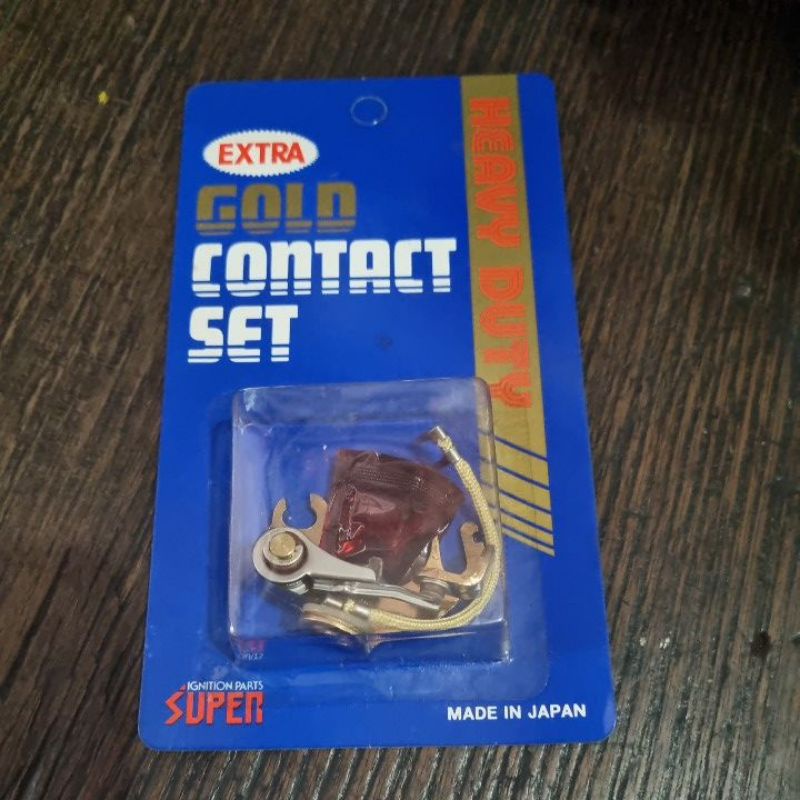 EXTRA
GOLD
CONTACT
SET
HEAVY DUTY
IGNITION PARTS
SUPER
MADE IN JAPAN